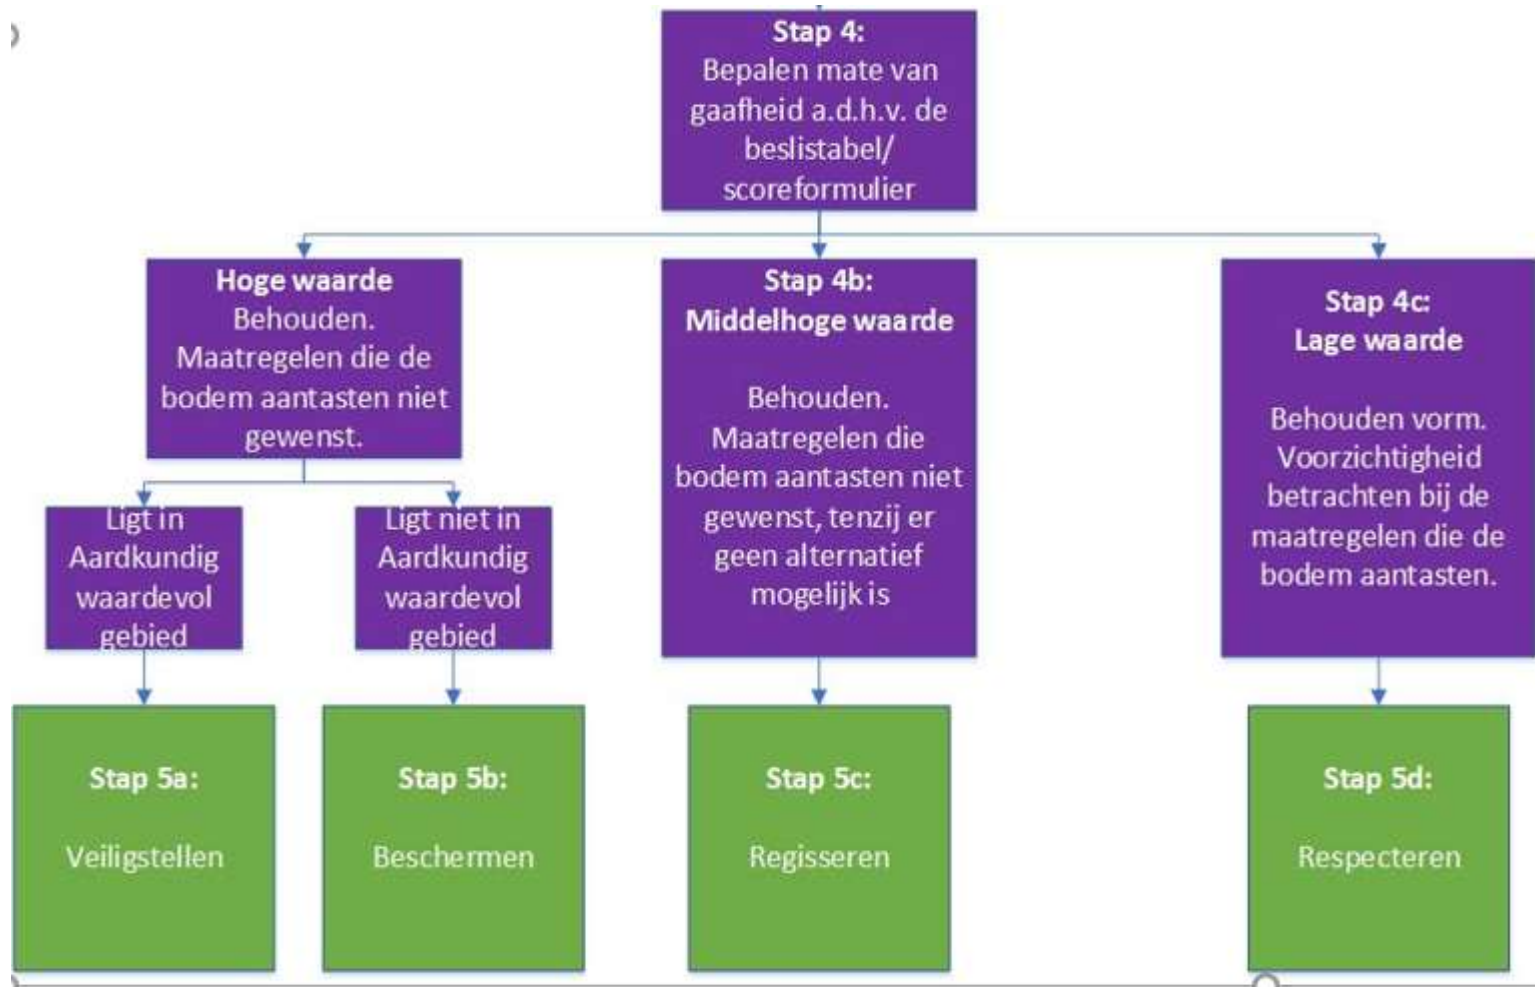 Stap 4:
Bepalen mate van
gaafheid a.d.h.v. de
beslistabel/
scoreformulier
Hoge waarde
Behouden.
Maatregelen die de
bodem aantasten niet
gewenst.
Stap 4b:
Middelhoge waarde
Behouden.
Maatregelen die
bodem aantasten niet
gewenst, tenzij er
geen alternatief
mogelijk is
Stap 4c:
Lage waarde
Behouden vorm.
Voorzichtigheid
betrachten bij de
maatregelen die de
bodem aantasten.
Ligt in
Aardkundig
waardevol
gebied
Ligt niet in
Aardkundig
waardevol
gebied
Stap 5a:
Veiligstellen
Stap 5b:
Beschermen
Stap 5c:
Regisseren
Stap 5d:
Respecteren